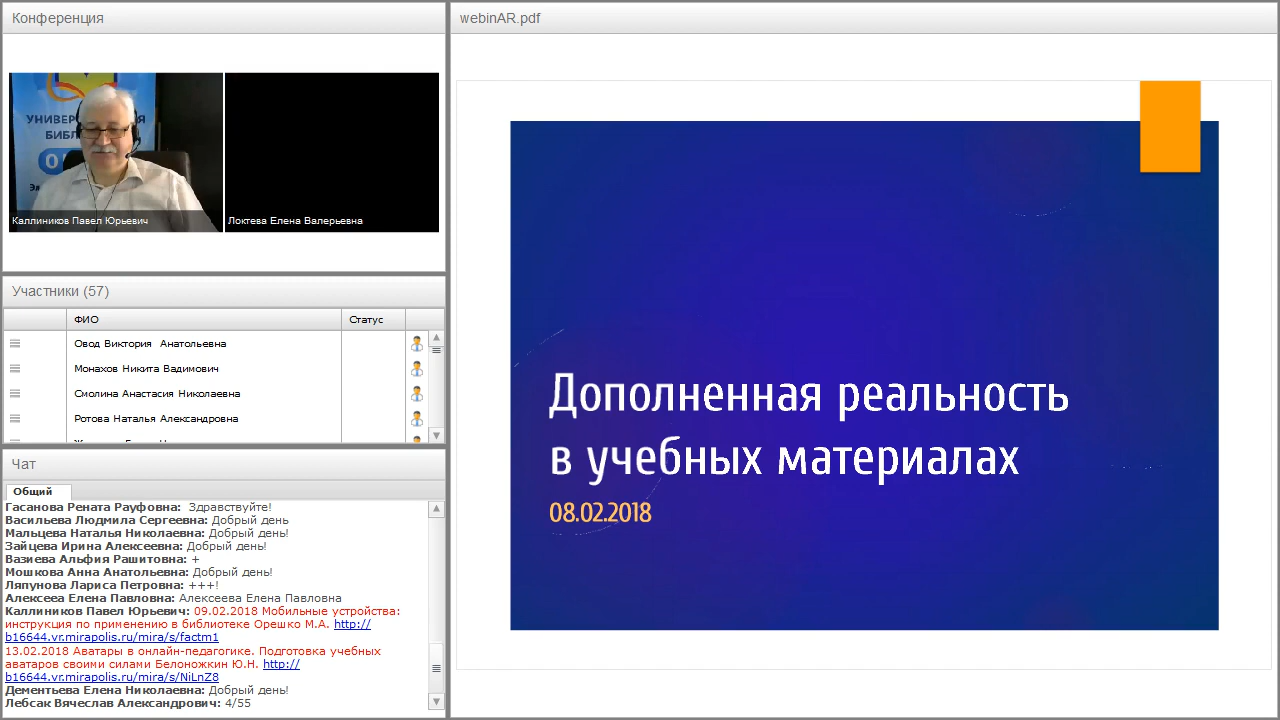 Конференция
УНИВЕР
БИБЛ
Каллиников Павел Юрьевич
Локтева Елена Валерьевна
Участники (57)
ФИО
Статус
Овод Виктория Анатольевна
Монахов Никита Вадимович
Смолина Анастасия Николаевна
Ротова Наталья Александровна
Чат
Общий
Гасанова Рената Рауфовна: Здравствуйте!
Васильева Людмила Сергеевна: Добрый день
Мальцева Наталья Николаевна: Добрый день!
Зайцева Ирина Алексеевна: Добрый день!
Вазиева Альфия Рашитовна: +
Мошкова Анна Анатольевна: Добрый день!
Ляпунова Лариса Петровна: +++!
Алексеева Елена Павловна: Алексеева Елена Павловна
Каллиников Павел Юрьевич: 09.02.2018 Мобильные устройства:
инструкция по применению в библиотеке Орешко М.А. http://
b16644.vr.mirapolis.ru/mira/s/factm1
13.02.2018 Аватары в онлайн-педагогике. Подготовка учебных
аватаров своими силами Белоножкин Ю.Н. http://
b16644.vr.mirapolis.ru/mira/s/NiLnZ8
Дементьева Елена Николаевна: Добрый день!
Лебсак Вячеслав Александрович: 4/55
webinAR.pdf
Дополненная реальность
в учебных материалах
08.02.2018